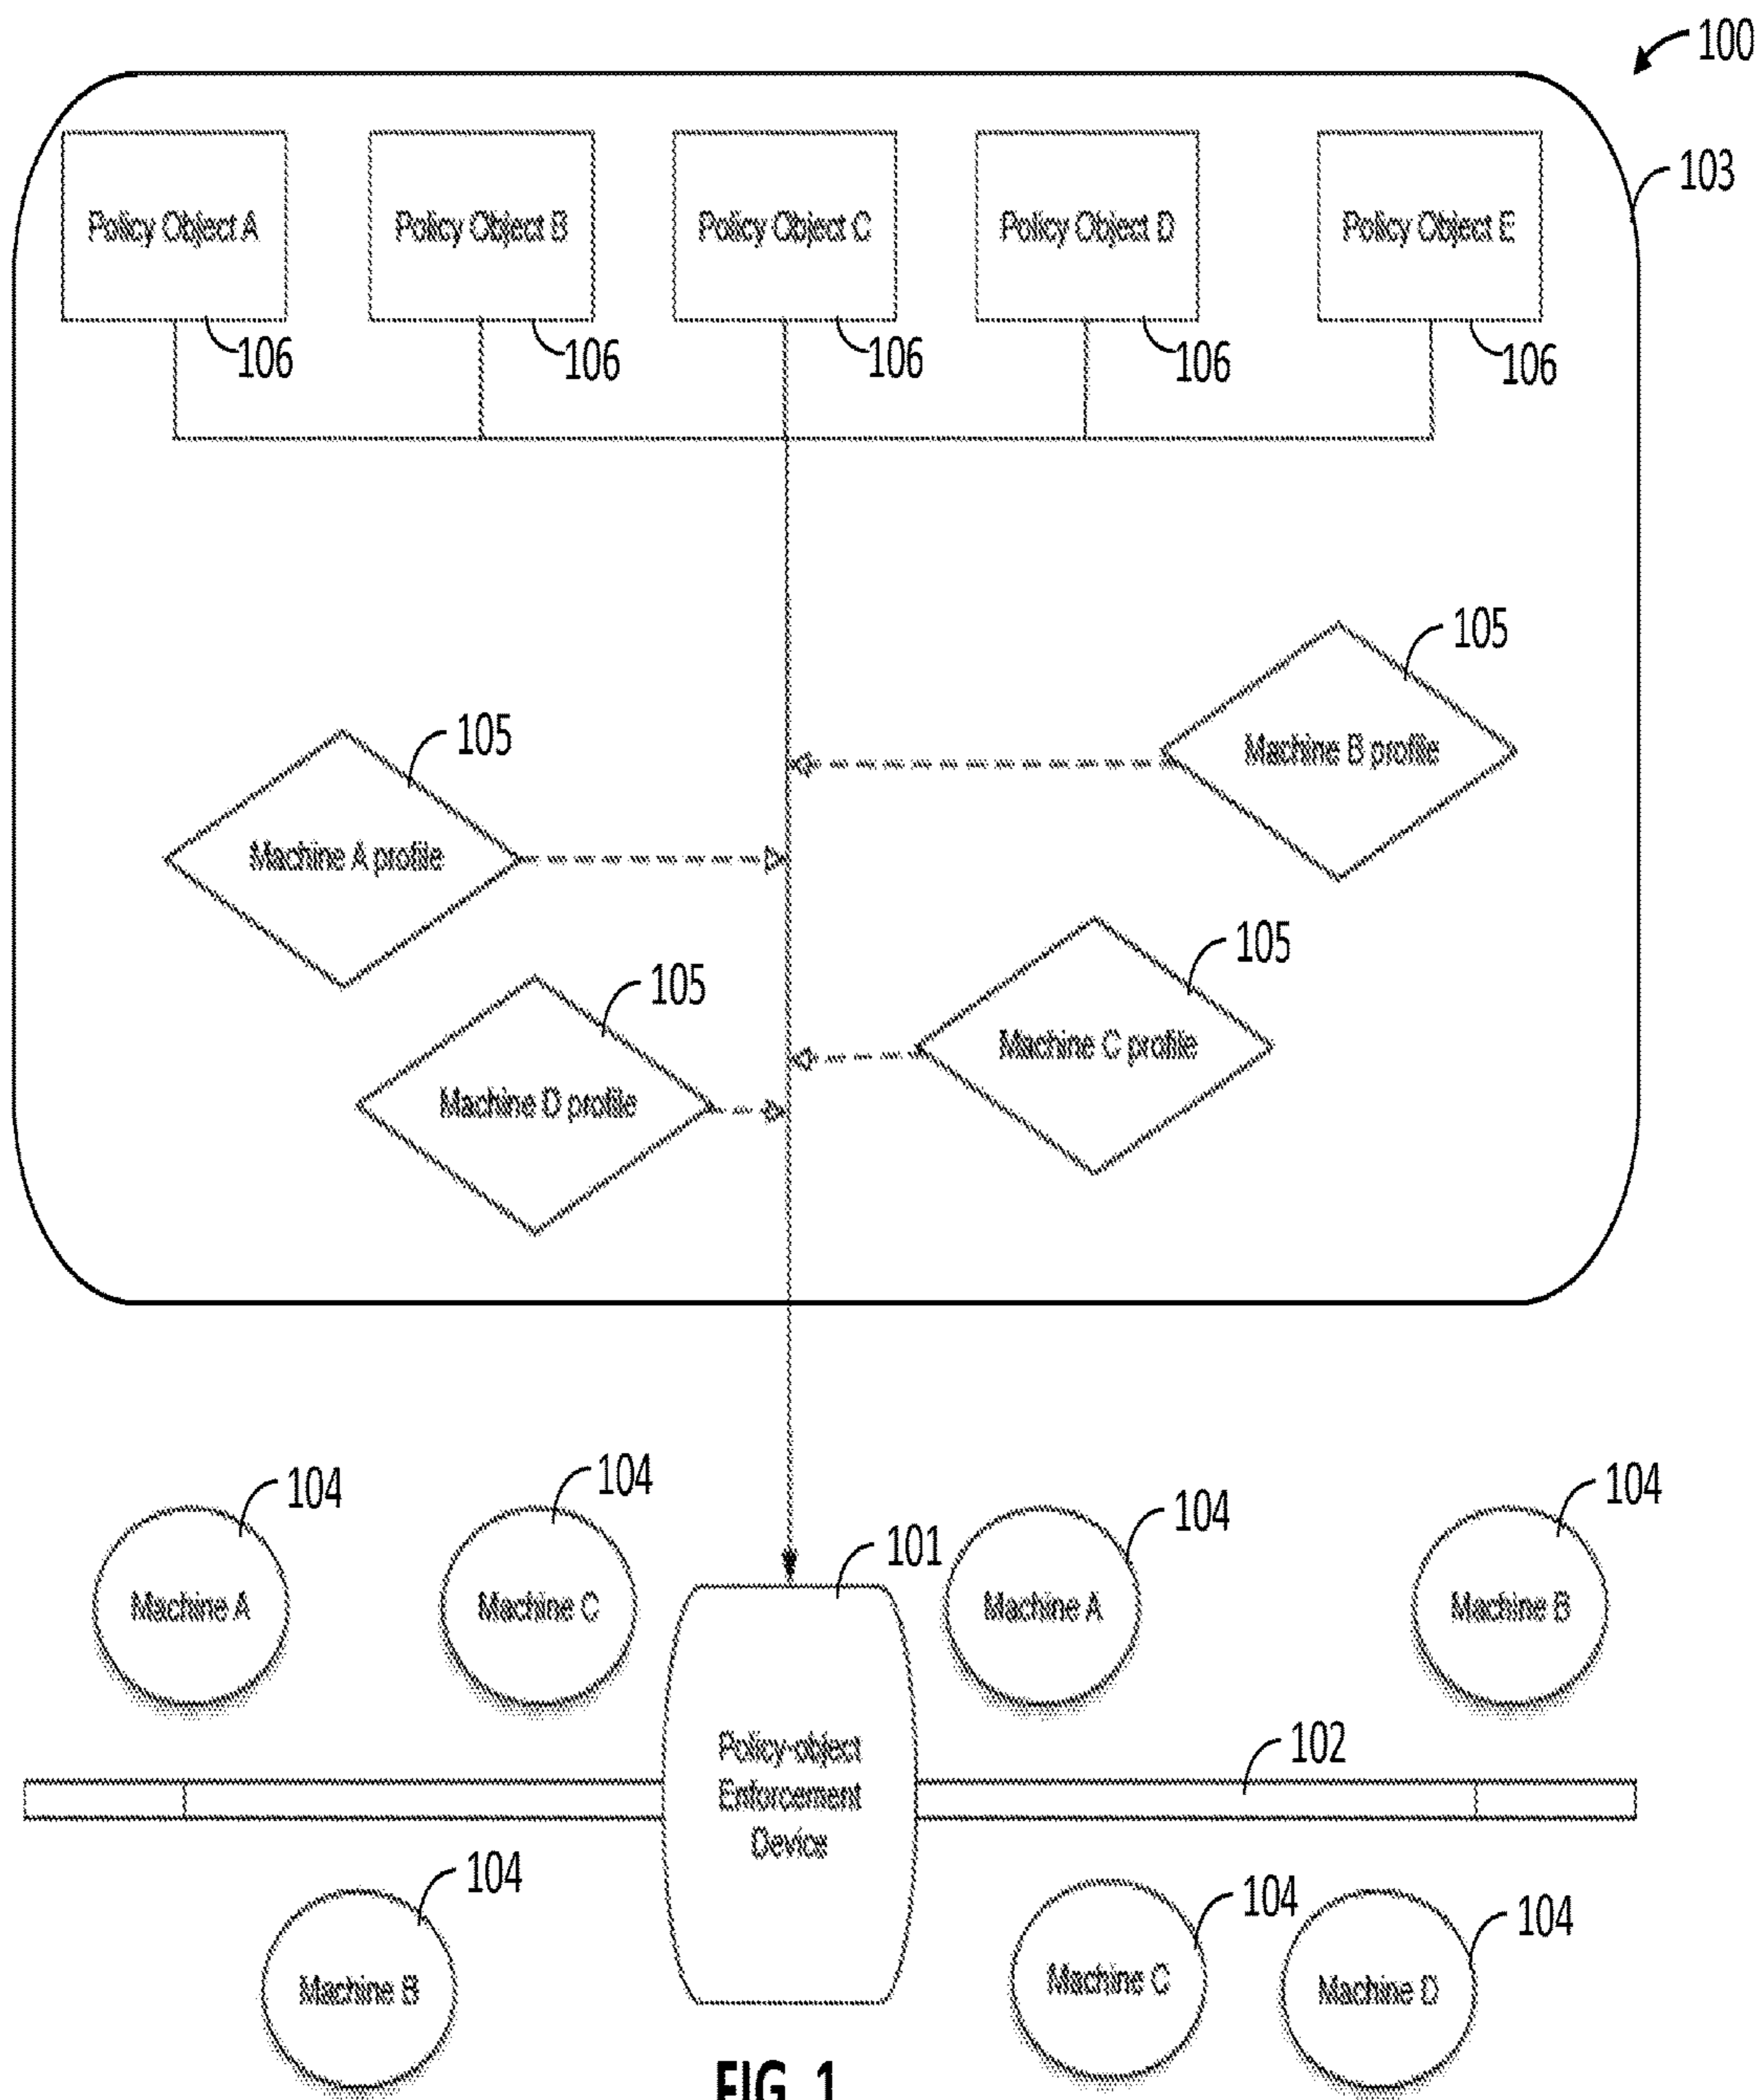 100
103
Policy Object A
Policy Object B
Policy Object C
Policy Object D
Policy Object E
106
106
106
106
106
105
Machine B profile
105
Machine A profile
105
Machine C profile
105
Machine D profile
104
104
104
104
101
Machine A
Machine C
Machine A
Machine B
Policy-object
Enforcement
Device
102
104
104
104
Machine B
Machine C
Machine D
FIG. 1